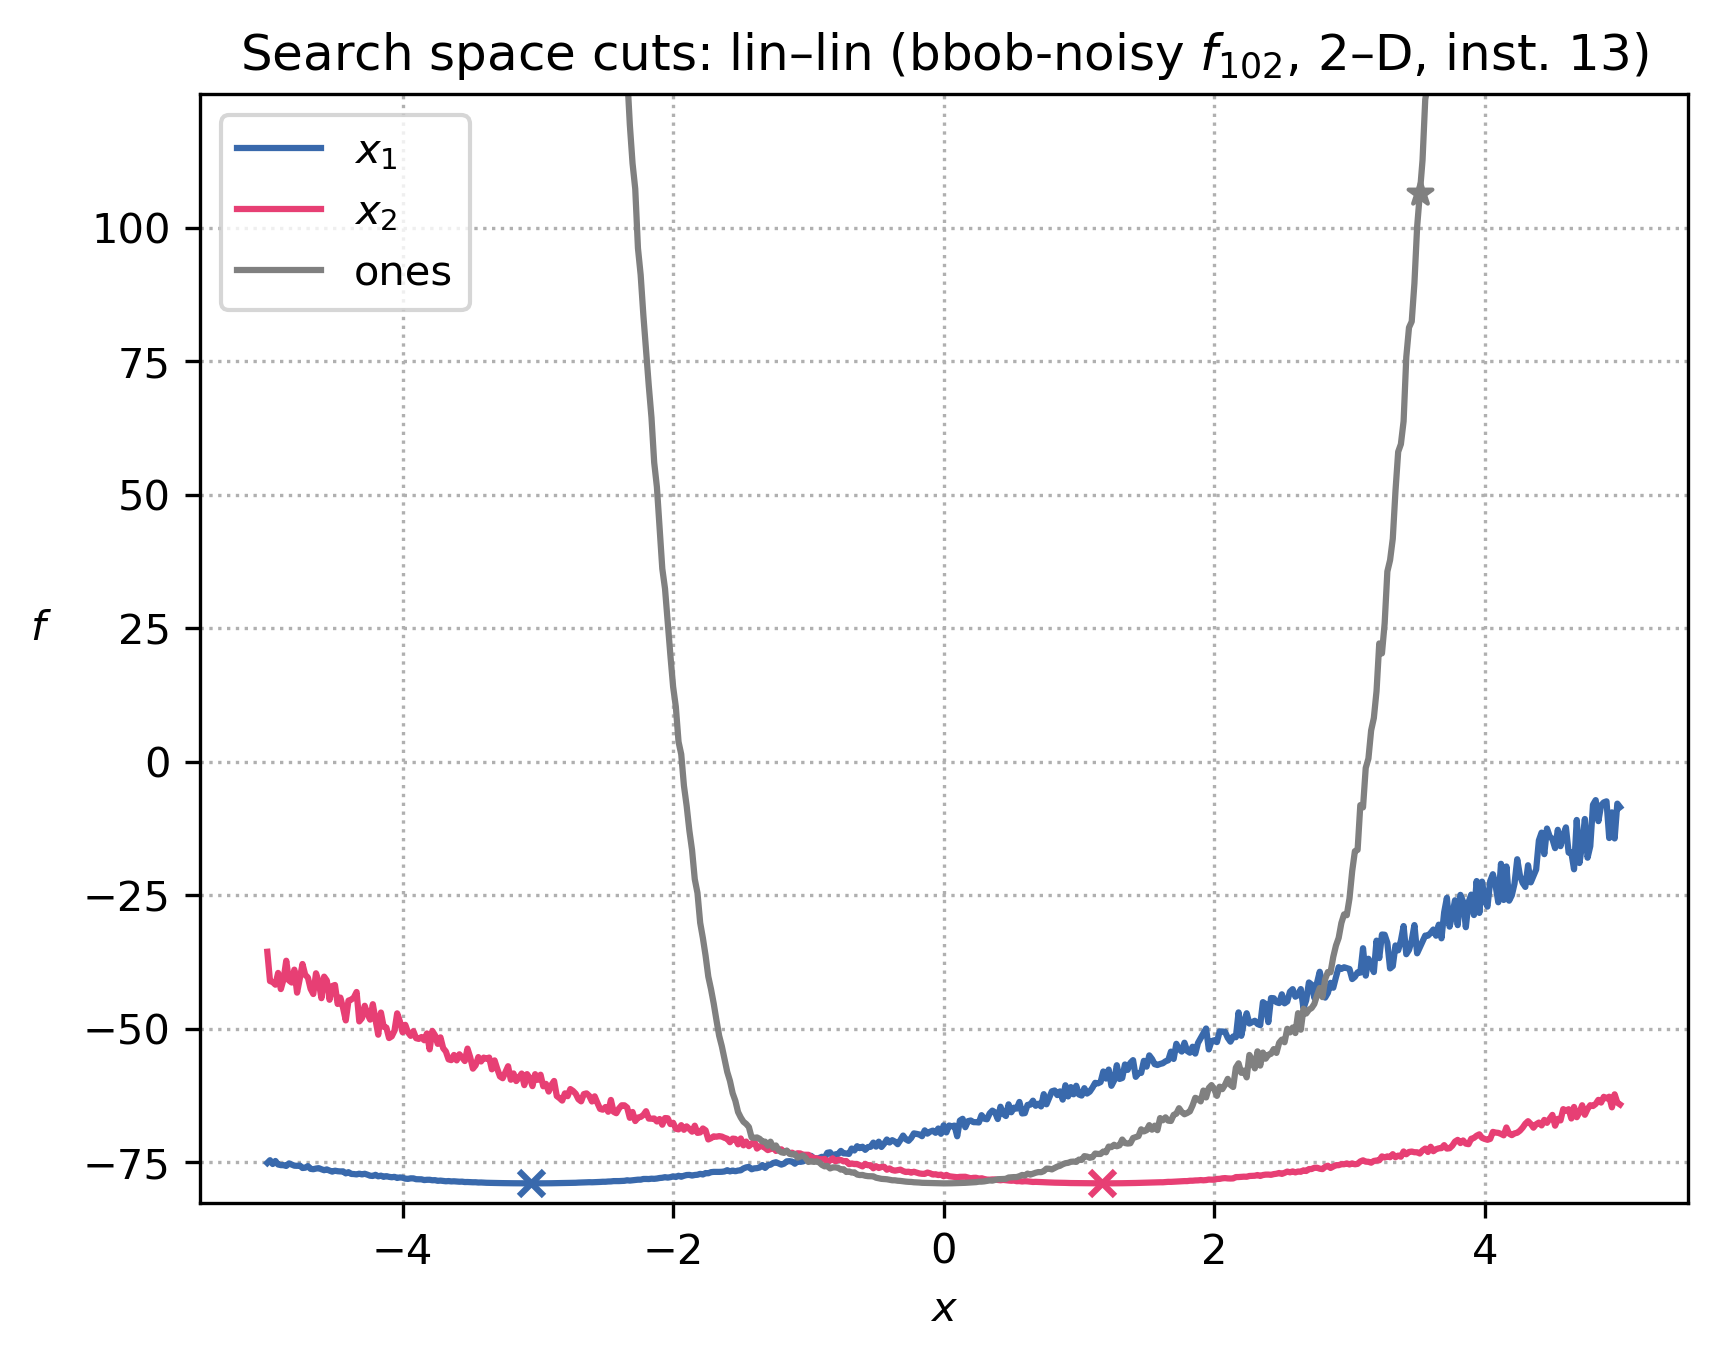 Search space cuts: lin–lin (bbob-noisy f₁₀₂, 2–D, inst. 13)
x₁
x₂
ones
100
75
50
25
0
−25
−50
−75
f
−4
−2
0
2
4
x